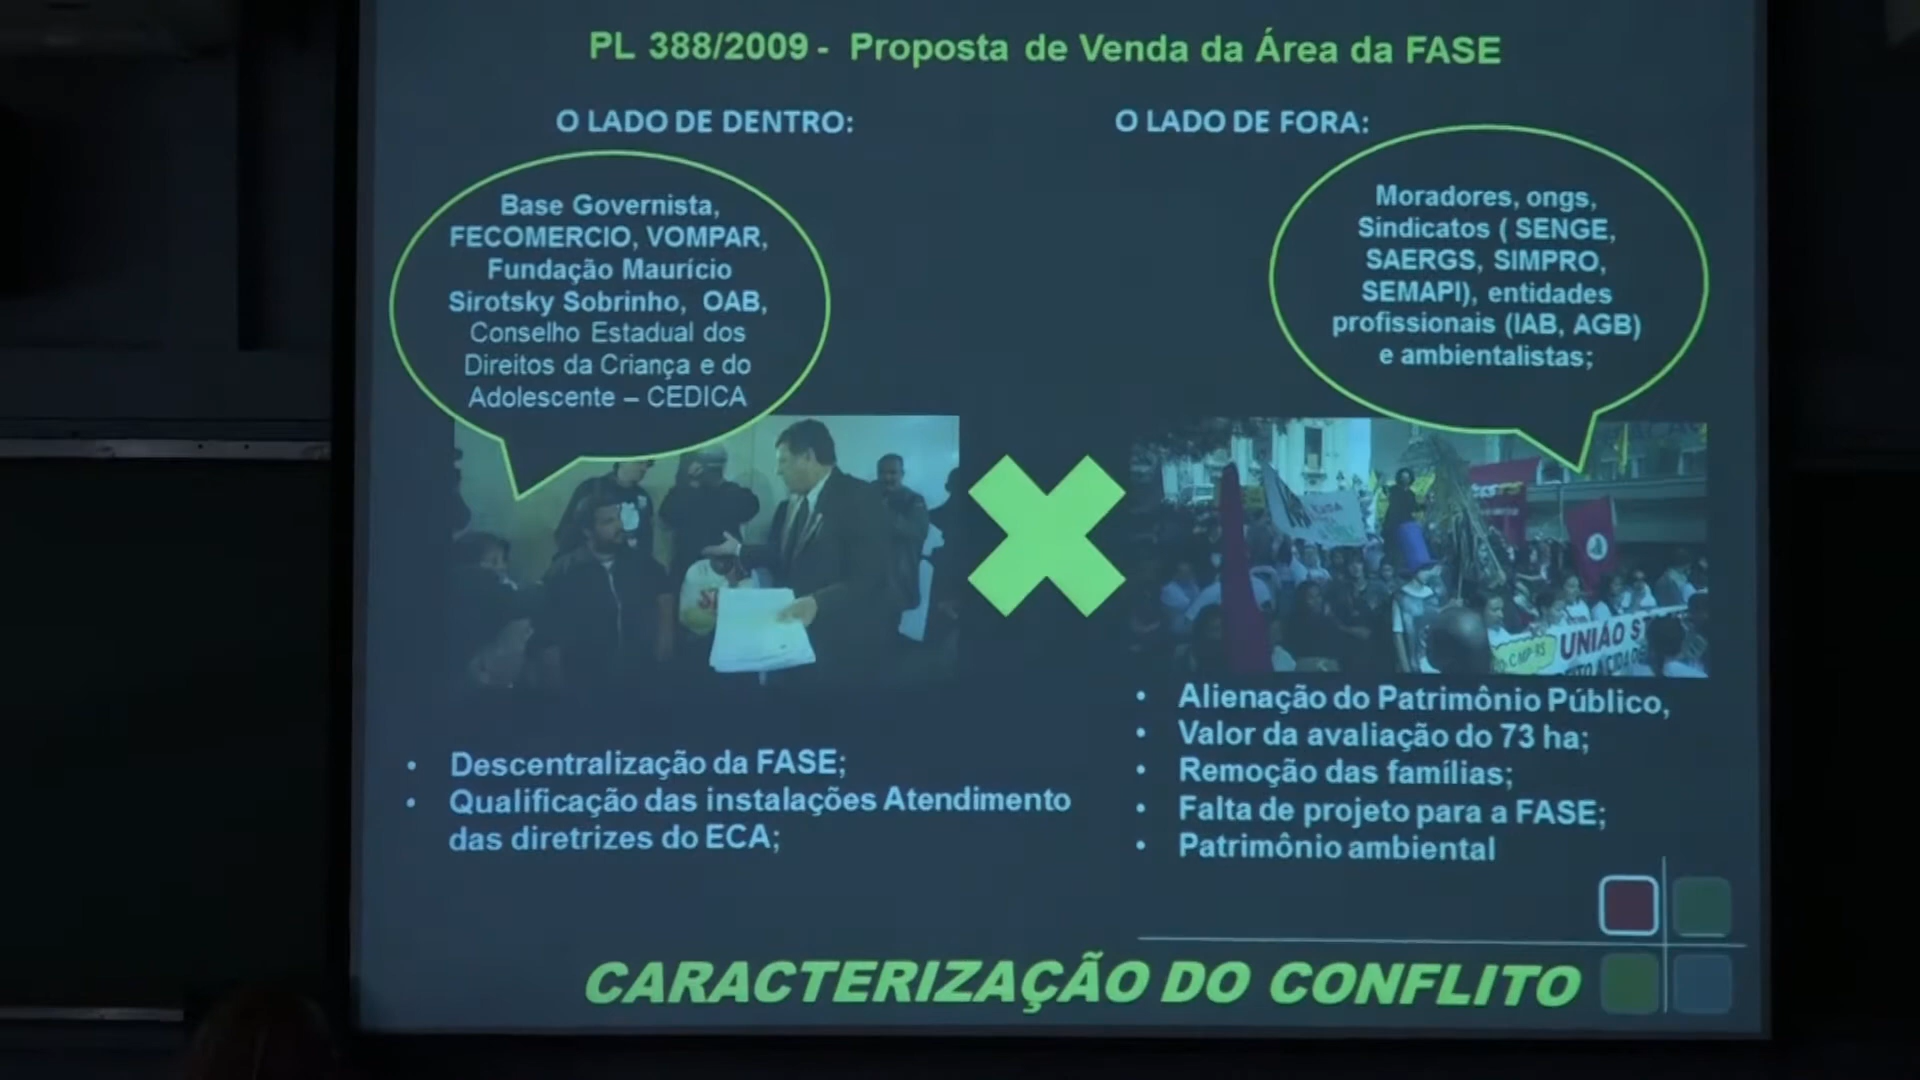 PL 388/2009 - Proposta de Venda da Área da FASE
O LADO DE DENTRO:
Base Governista,
FECOMERCIO, VOMPAR,
Fundação Maurício
Sirotsky Sobrinho, OAB,
Conselho Estadual dos
Direitos da Criança e do
Adolescente – CEDICA
Descentralização da FASE;
Qualificação das instalações Atendimento
das diretrizes do ECA;
O LADO DE FORA:
Moradores, ongs,
Sindicatos ( SENGE,
SAERGS, SIMPRO,
SEMAPI), entidades
profissionais (IAB, AGB)
e ambientalistas;
CMP-RS
UNIÃO
Alienação do Patrimônio Público,
Valor da avaliação do 73 ha;
Remoção das famílias;
Falta de projeto para a FASE;
Patrimônio ambiental
CARACTERIZAÇÃO DO CONFLITO